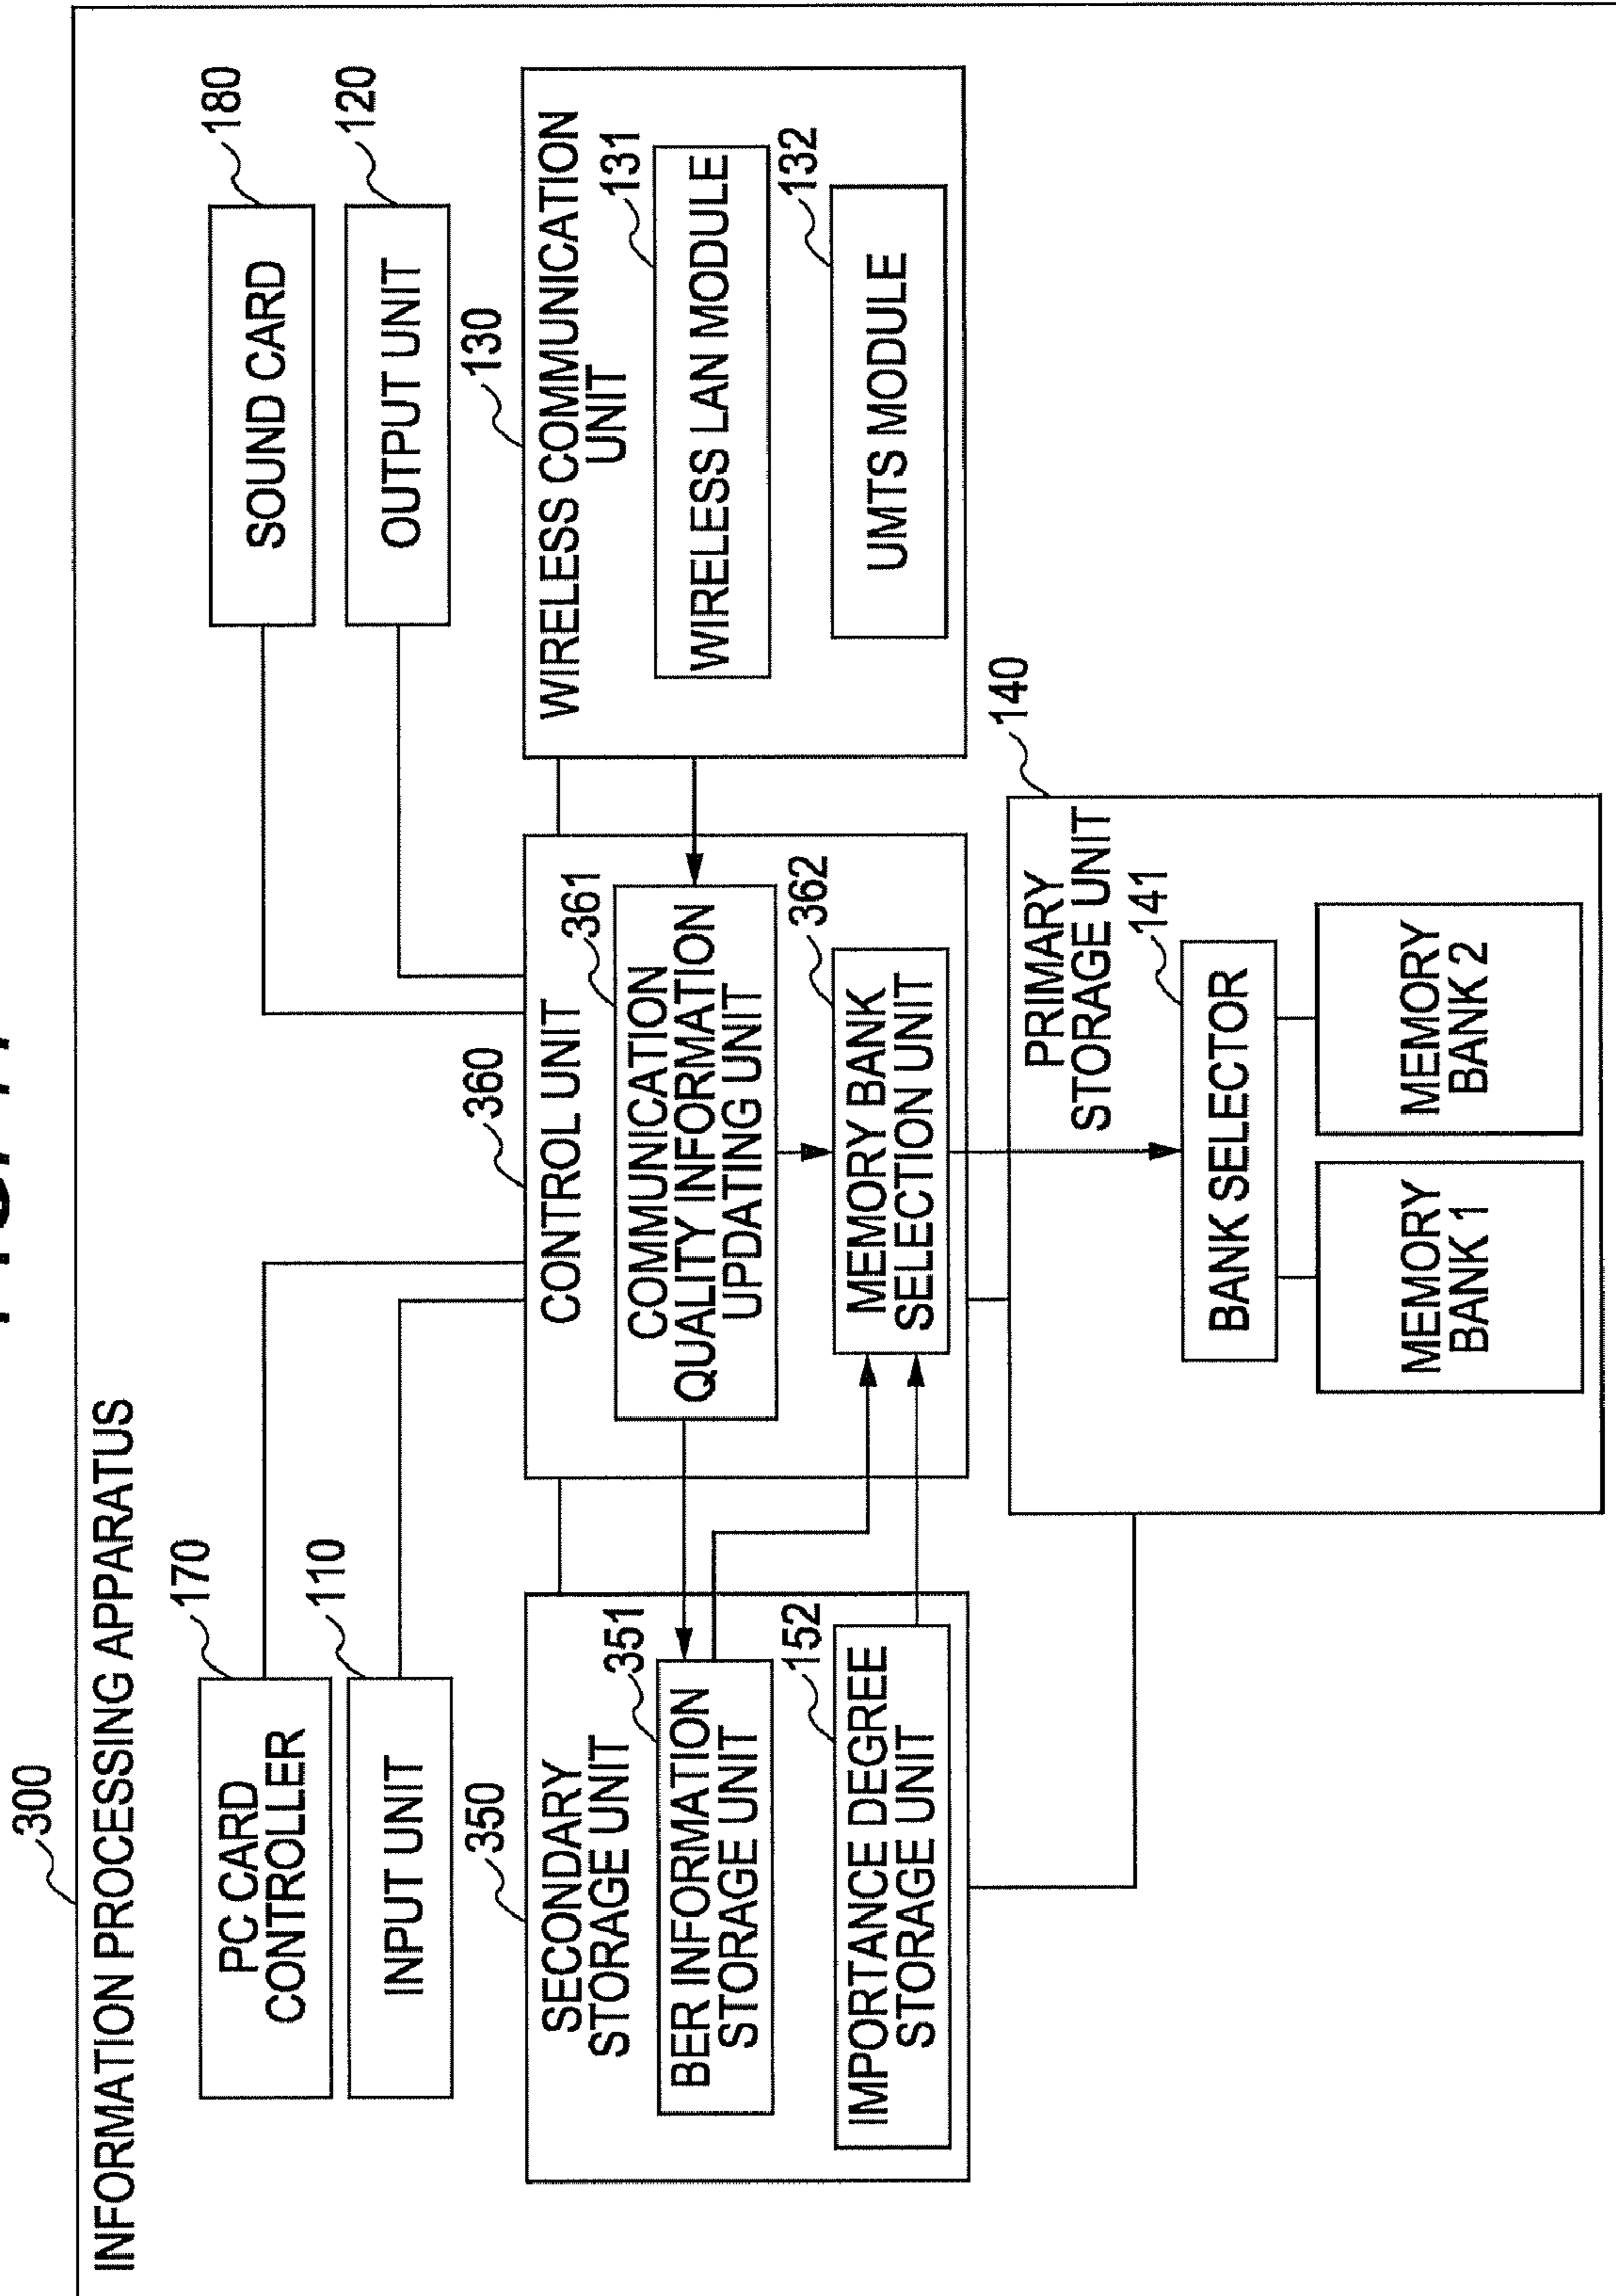 300
INFORMATION PROCESSING APPARATUS
170
PC CARD
CONTROLLER
180
SOUND CARD
110
INPUT UNIT
120
OUTPUT UNIT
350
SECONDARY
STORAGE UNIT
351
BER INFORMATION
STORAGE UNIT
152
IMPORTANCE DEGREE
STORAGE UNIT
360
CONTROL UNIT
361
COMMUNICATION
QUALITY INFORMATION
UPDATING UNIT
362
MEMORY BANK
SELECTION UNIT
130
WIRELESS COMMUNICATION
UNIT
131
WIRELESS LAN MODULE
132
UMTS MODULE
140
PRIMARY
STORAGE UNIT
141
BANK SELECTOR
MEMORY
BANK 1
MEMORY
BANK 2